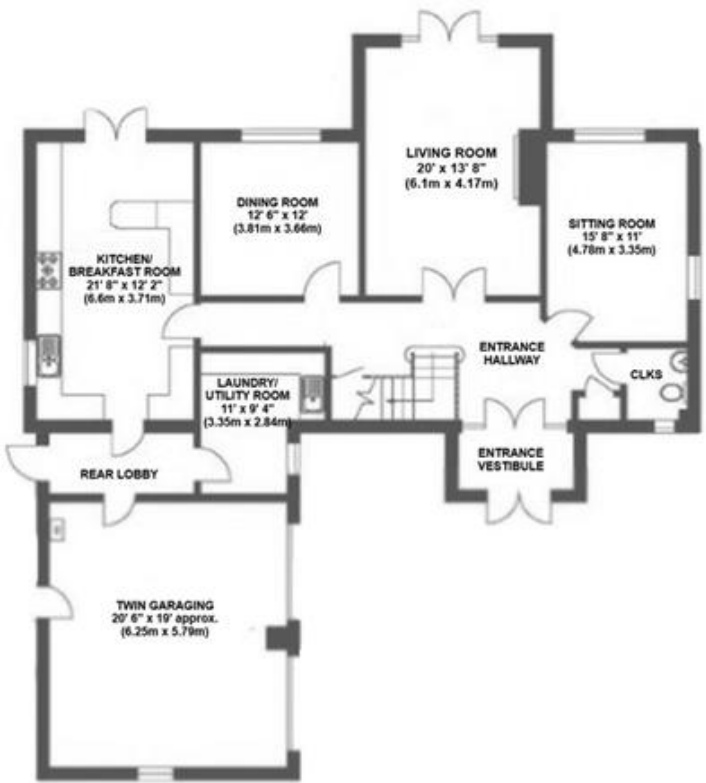 LIVING ROOM
20' x 13' 8"
(6.1m x 4.17m)
DINING ROOM
12' 6" x 12'
(3.81m x 3.66m)
SITTING ROOM
15' 8" x 11'
(4.78m x 3.35m)
KITCHEN/
BREAKFAST ROOM
21' 8" x 12' 2"
(6.6m x 3.71m)
ENTRANCE
HALLWAY
CLKS
LAUNDRY/
UTILITY ROOM
11' x 9' 4"
(3.35m x 2.84m)
ENTRANCE
VESTIBULE
REAR LOBBY
TWIN GARAGING
20' 6" x 19' approx.
(6.25m x 5.79m)